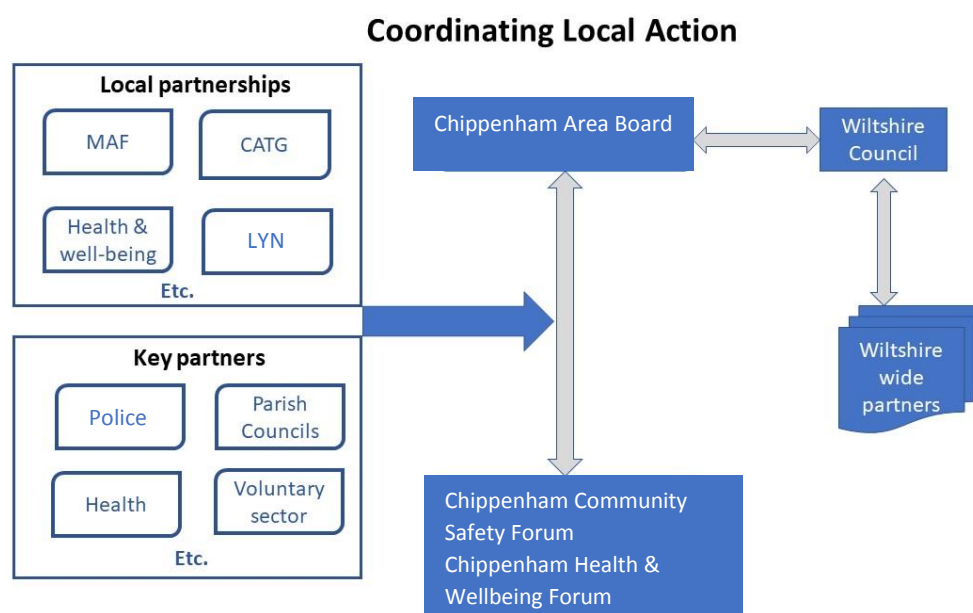 Coordinating Local Action
Local partnerships
MAF
CATG
Health &
well-being
LYN
Etc.
Key partners
Police
Parish
Councils
Health
Voluntary
sector
Etc.
Chippenham Area Board
Wiltshire
Council
Wiltshire
wide
partners
Chippenham Community
Safety Forum
Chippenham Health &
Wellbeing Forum